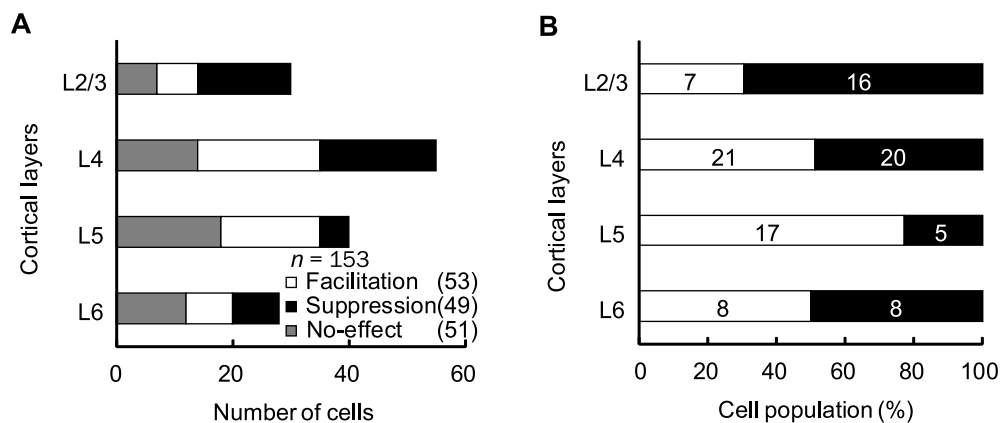 A
Cortical layers
L2/3
L4
L5
L6
n = 153
Facilitation (53)
Suppression (49)
No-effect (51)
0 20 40 60
Number of cells
B
Cortical layers
L2/3
7 16
L4
21 20
L5
17 5
L6
8 8
0 20 40 60 80 100
Cell population (%)